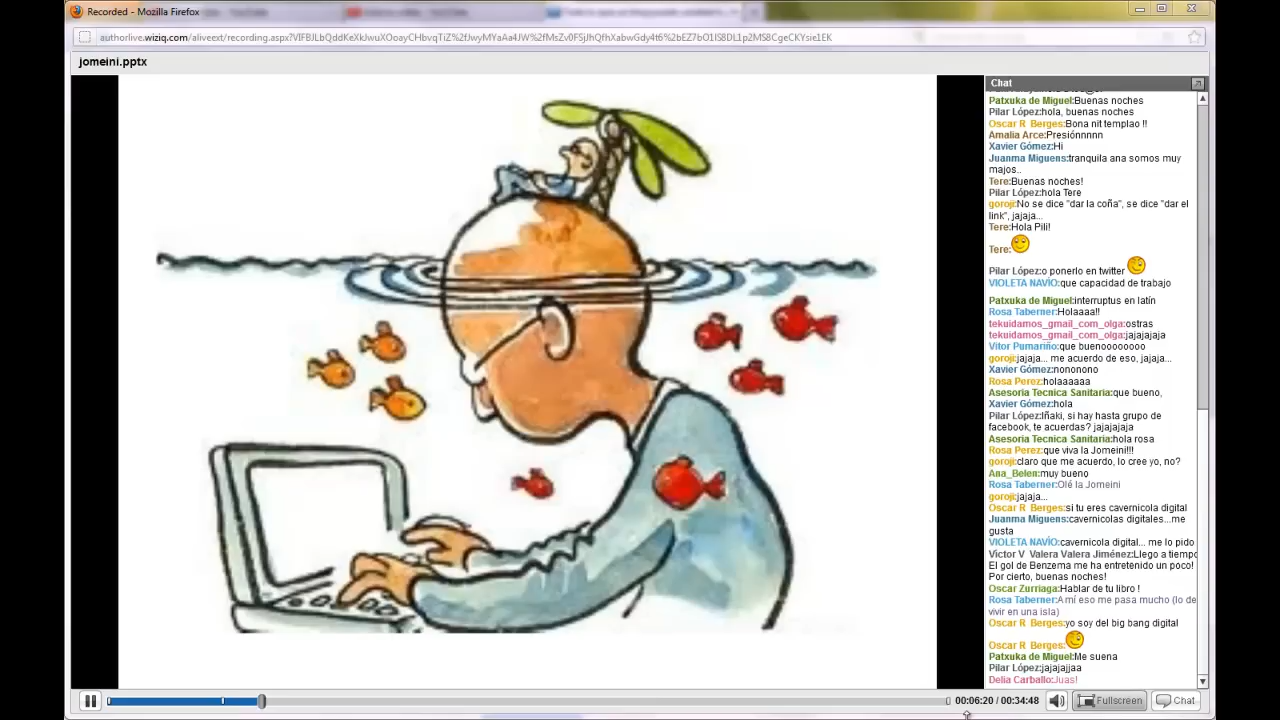 Recorded - Mozilla Firefox
jomeini.pptx
Chat
Patxuka de Miguel:Buenas noches
Pilar López:hola, buenas noches
Oscar R Berges:Bona nit templao !!
Amalia Arce:Presiónnnnn
Xavier Gómez:Hi
Juanma Miguens:tranquila ana somos muy
majos..
Tere:Buenas noches!
Pilar López:hola Tere
goroji:No se dice "dar la coña", se dice "dar el
link", jajaja...
Tere:Hola Pili!
Tere:
Pilar López:o ponerlo en twitter
VIOLETA NAVÍO:que capacidad de trabajo
Patxuka de Miguel:interruptus en latín
Rosa Taberner:Holaaaa!!
tekuidamos_gmail_com_olga:ostras
tekuidamos_gmail_com_olga:jajajajaja
Vitor Pumariño:que buenoooooooo
goroji:jajaja... me acuerdo de eso, jajaja...
Xavier Gómez:nononono
Rosa Perez:holaaaaaa
Asesoria Tecnica Sanitaria:que bueno,
Xavier Gómez:hola
Pilar López:Iñaki, si hay hasta grupo de
facebook, te acuerdas? jajajajaja
Asesoria Tecnica Sanitaria:hola rosa
Rosa Perez:que viva la Jomeini!!!
goroji:claro que me acuerdo, lo cree yo, no?
Ana_Belen:muy bueno
Rosa Taberner:Olé la Jomeini
goroji:jajaja...
Oscar R Berges:si tu eres cavernicola digital
Juanma Miguens:cavernicolas digitales...me
gusta
VIOLETA NAVÍO:cavernicola digital... me lo pido
Víctor V Valera Valera Jiménez:Llego a tiempo
El gol de Benzema me ha entretenido un poco!
Por cierto, buenas noches!
Oscar Zurriaga:Hablar de tu libro !
Rosa Taberner:A mí eso me pasa mucho (lo de
vivir en una isla)
Oscar R Berges:yo soy del big bang digital
Oscar R Berges:
Patxuka de Miguel:Me suena
Pilar López:jajajajjaa
Delia Carballo:Juas!
00:06:20 / 00:34:48
Fullscreen
Chat